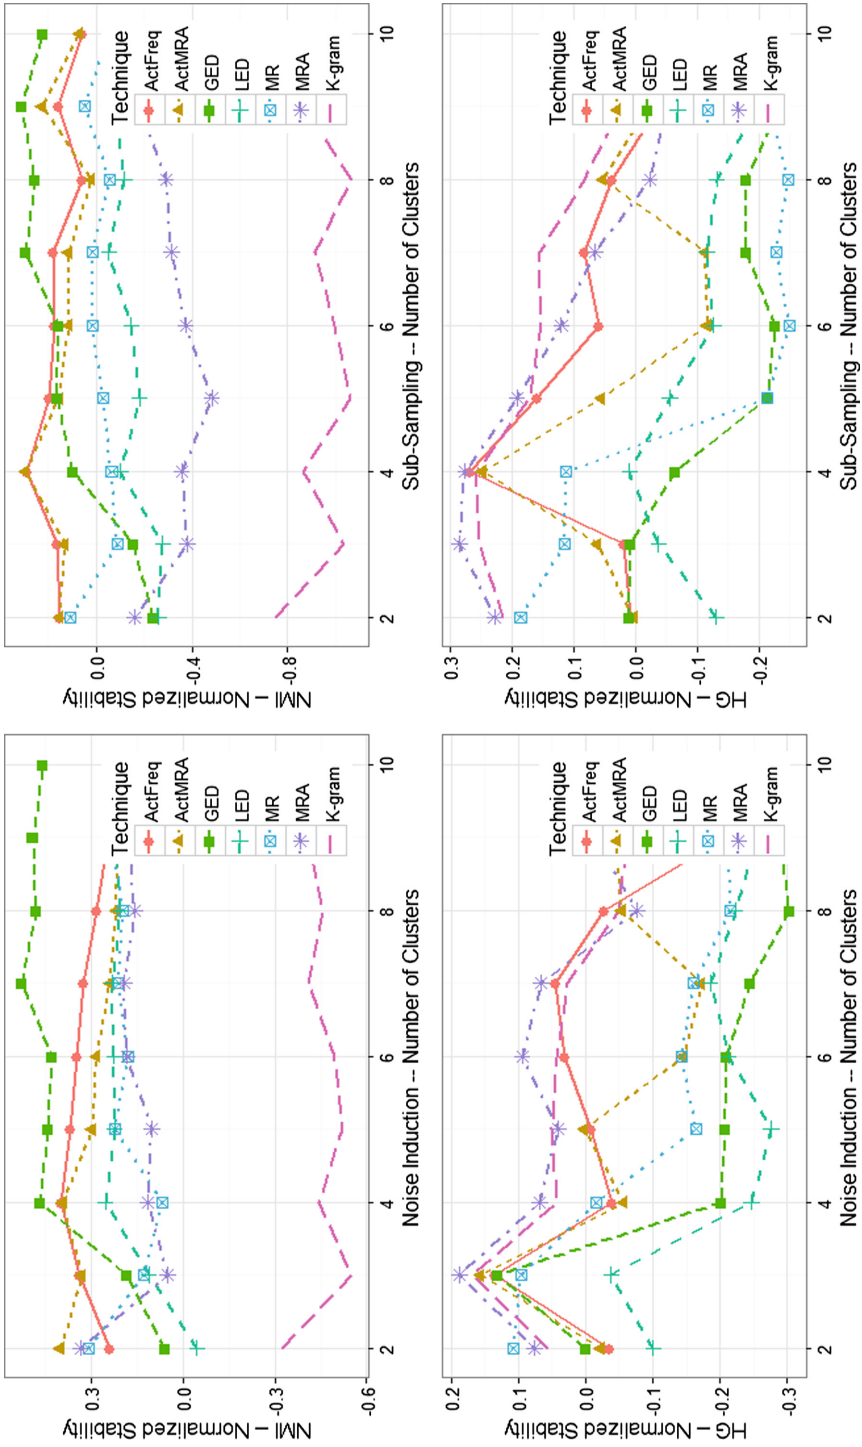 NMI – Normalized Stability
0.3
0.0
-0.3
-0.6
Technique
ActFreq
ActMRA
GED
LED
MR
MRA
K-gram
2 4 6 8 10
Noise Induction -- Number of Clusters
NMI – Normalized Stability
0.0
-0.4
-0.8
Technique
ActFreq
ActMRA
GED
LED
MR
MRA
K-gram
2 4 6 8 10
Sub-Sampling -- Number of Clusters
HG – Normalized Stability
0.2
0.1
0.0
-0.1
-0.2
-0.3
Technique
ActFreq
ActMRA
GED
LED
MR
MRA
K-gram
2 4 6 8 10
Noise Induction -- Number of Clusters
HG – Normalized Stability
0.3
0.2
0.1
0.0
-0.1
-0.2
Technique
ActFreq
ActMRA
GED
LED
MR
MRA
K-gram
2 4 6 8 10
Sub-Sampling -- Number of Clusters